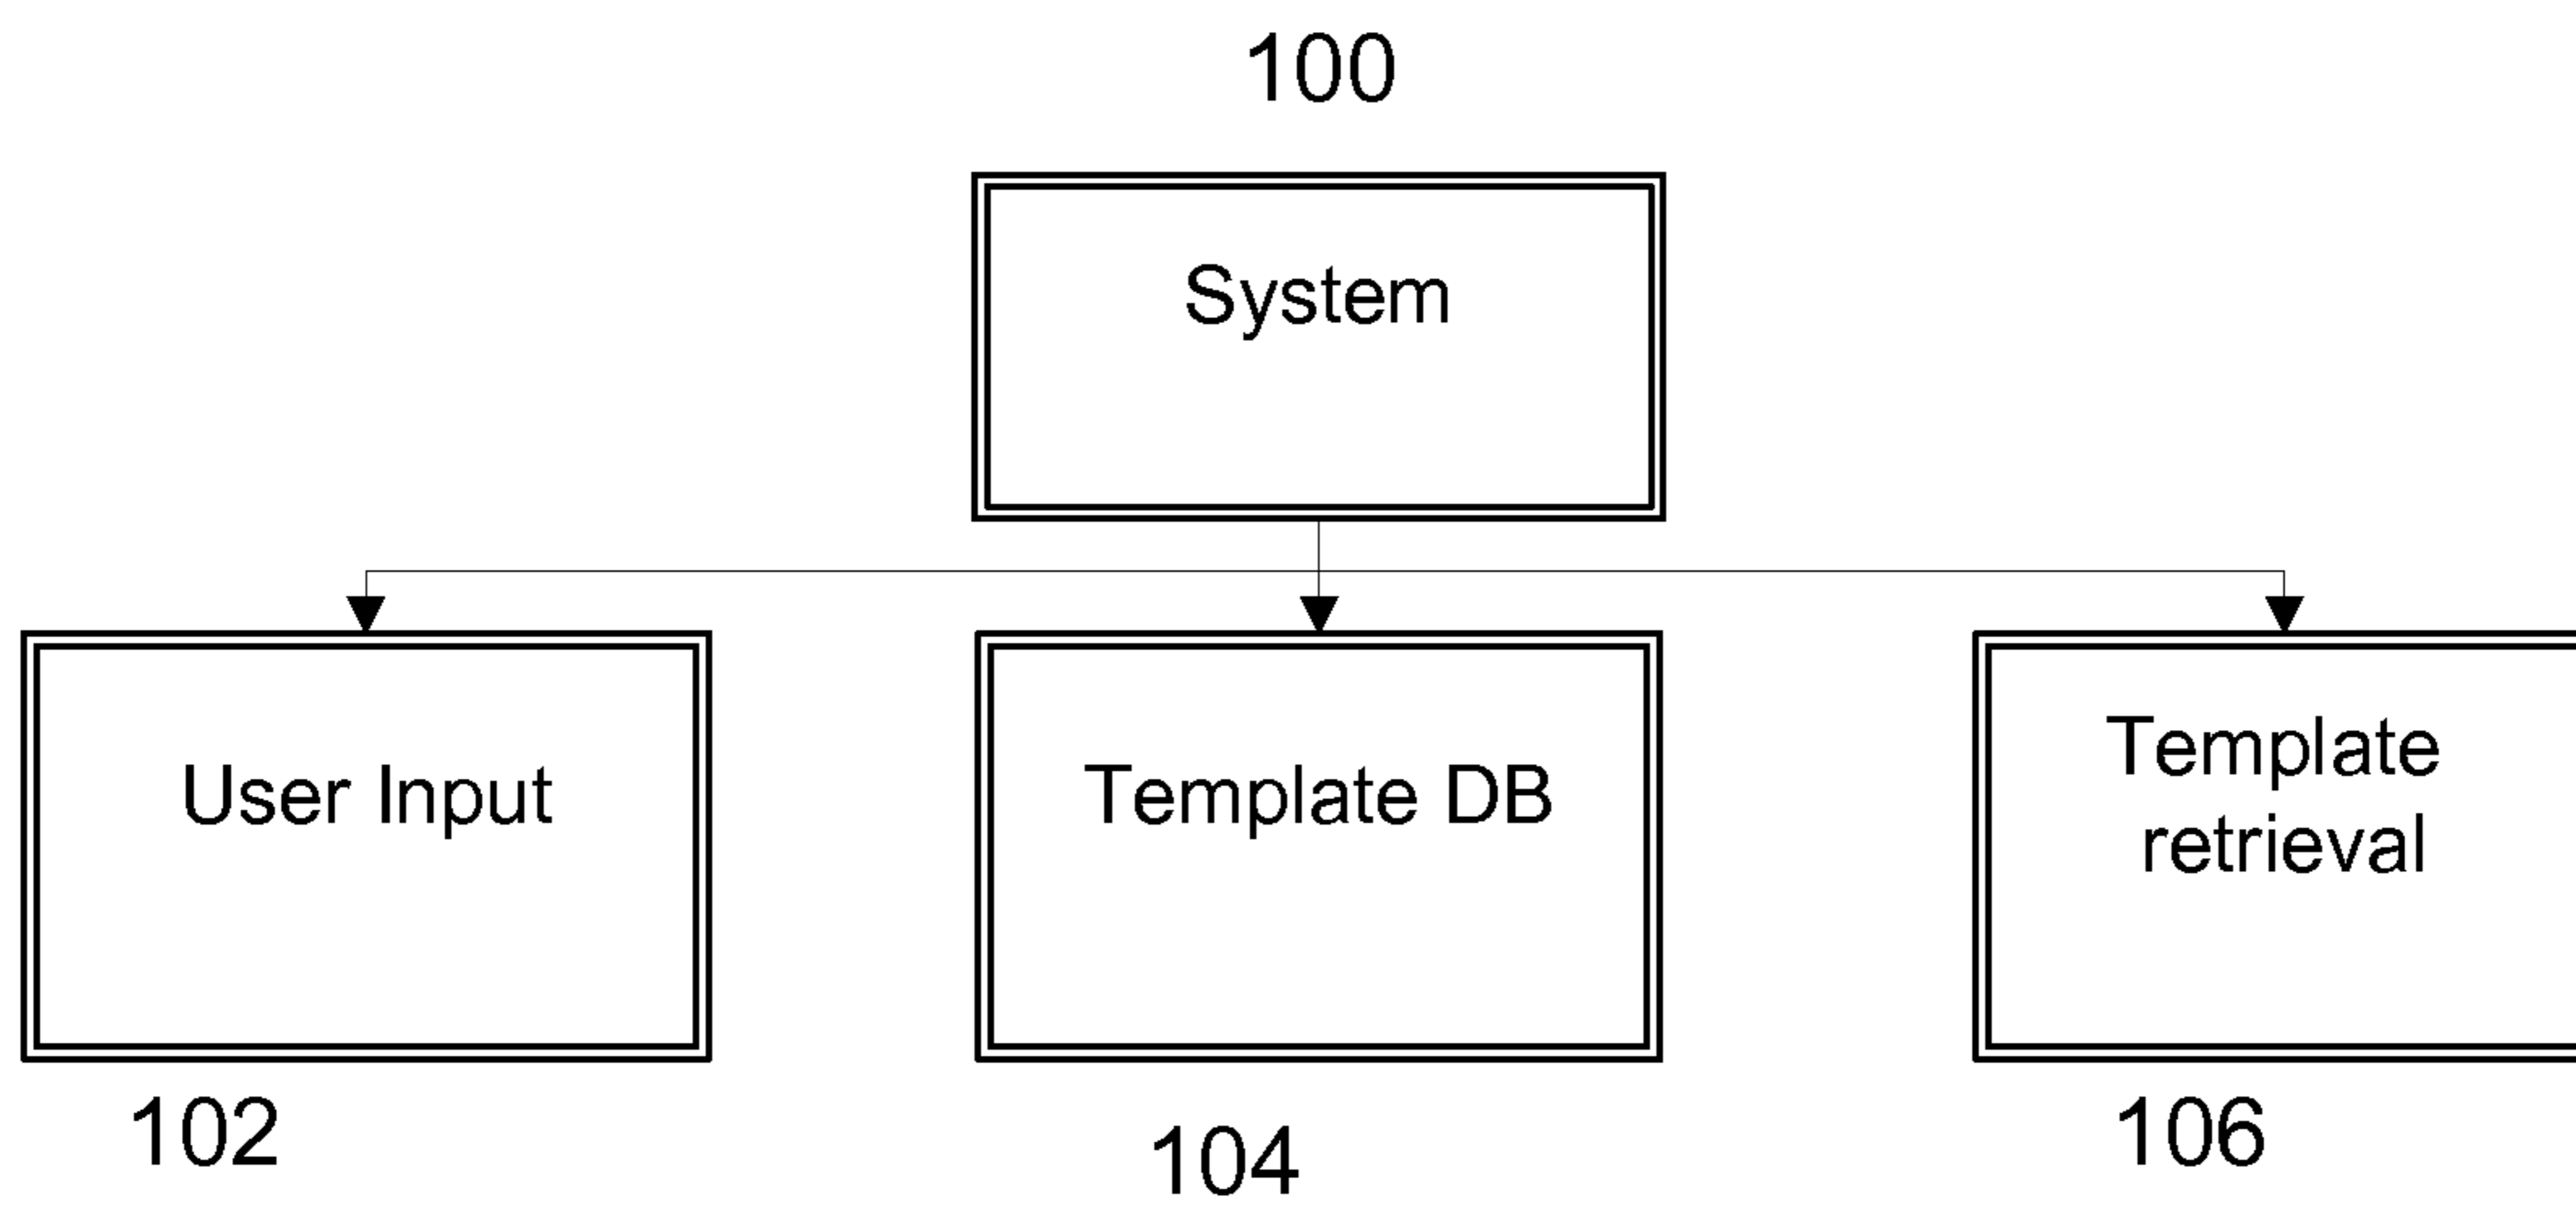 100
System
User Input
Template DB
Template
retrieval
102
104
106